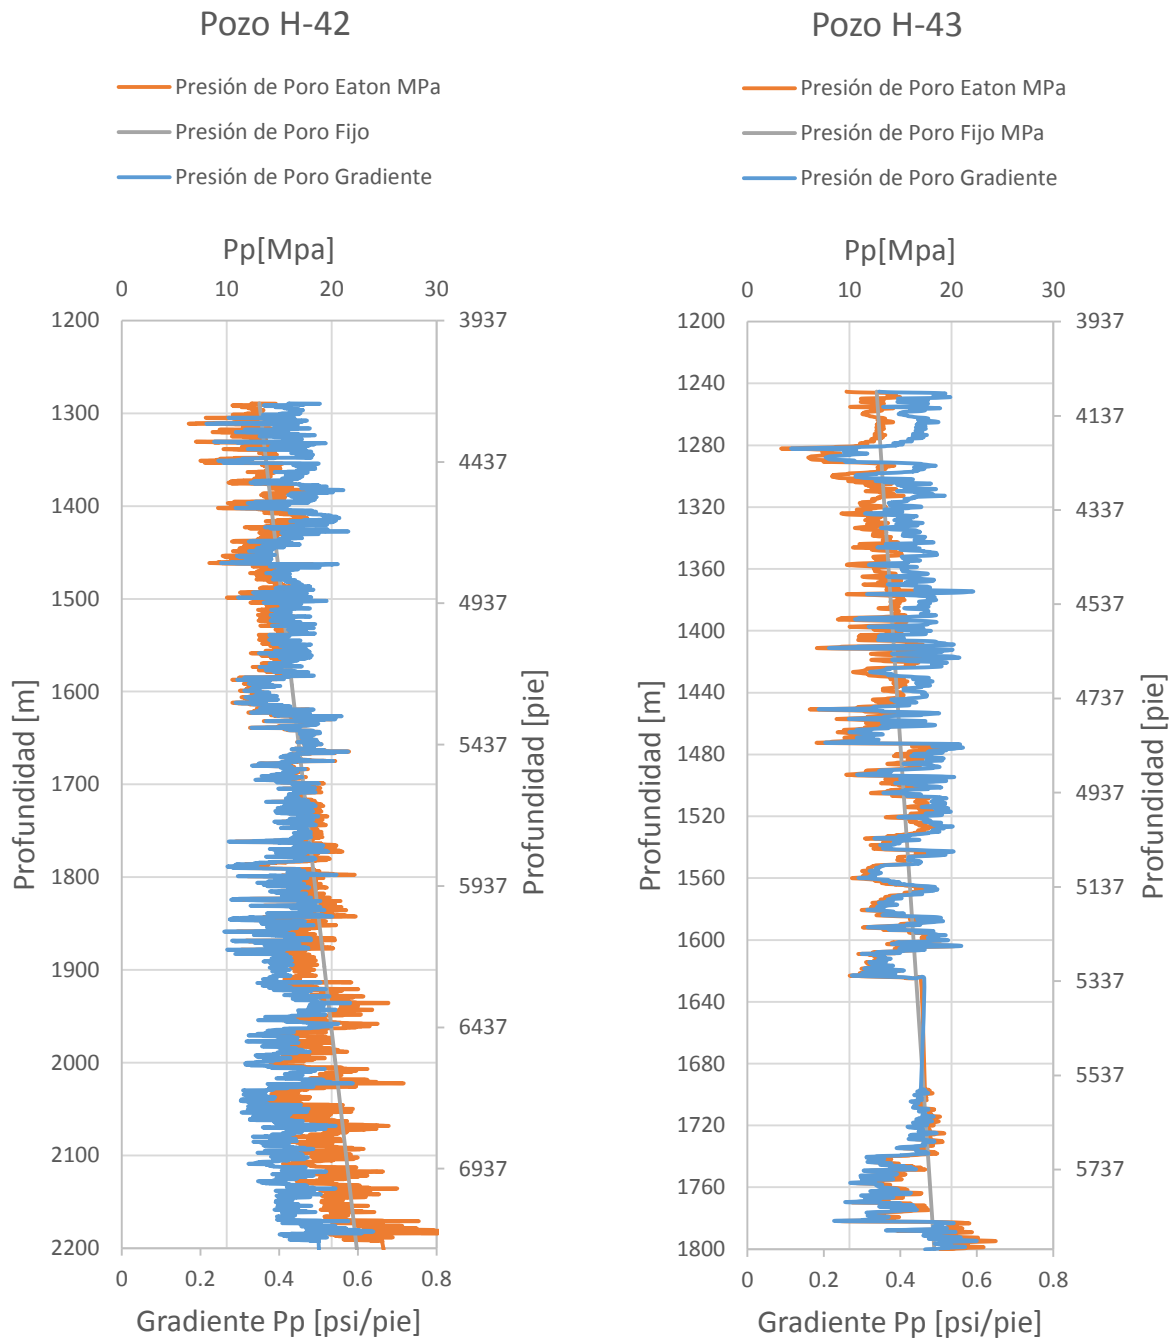 Pozo H-42
Presión de Poro Eaton MPa
Presión de Poro Fijo
Presión de Poro Gradiente
Pp[Mpa]
0 10 20 30
1200
1300
1400
1500
1600
1700
1800
1900
2000
2100
2200
Profundidad [m]
3937
4437
4937
5437
5937
6437
6937
Profundidad [pie]
0 0.2 0.4 0.6 0.8
Gradiente Pp [psi/pie]
Pozo H-43
Presión de Poro Eaton MPa
Presión de Poro Fijo MPa
Presión de Poro Gradiente
Pp[Mpa]
0 10 20 30
1200
1240
1280
1320
1360
1400
1440
1480
1520
1560
1600
1640
1680
1720
1760
1800
Profundidad [m]
3937
4137
4337
4537
4737
4937
5137
5337
5537
5737
Profundidad [pie]
0 0.2 0.4 0.6 0.8
Gradiente Pp [psi/pie]